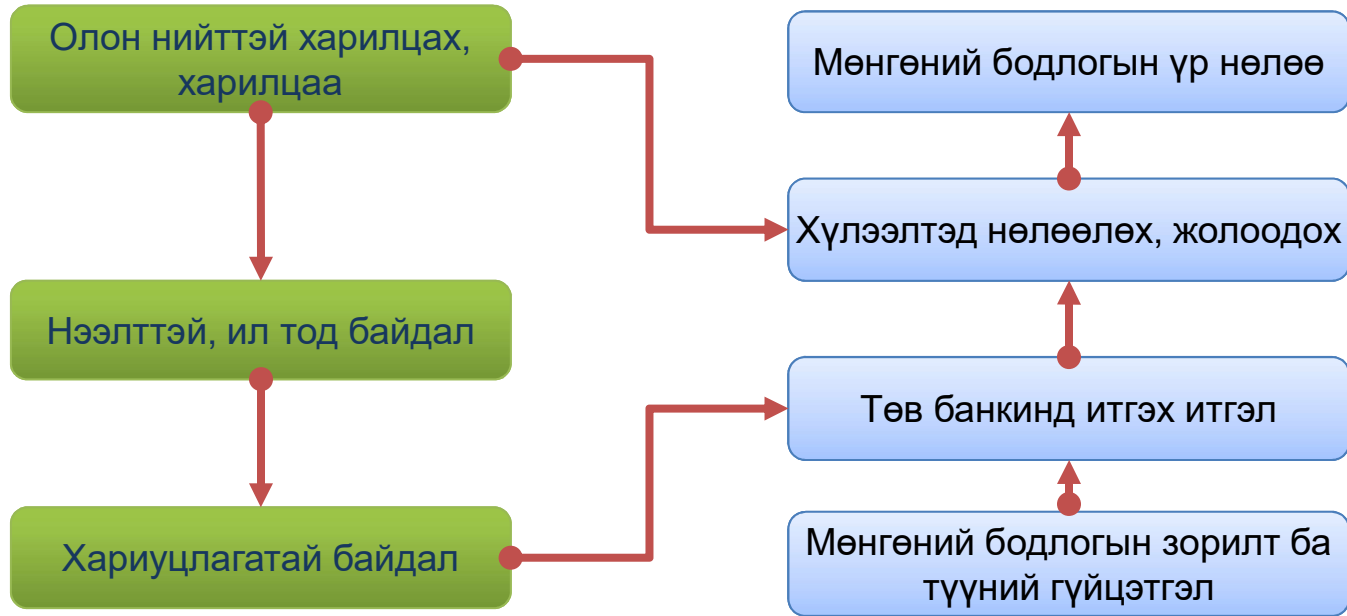 Олон нийттэй харилцах,
харилцаа
Нээлттэй, ил тод байдал
Хариуцлагатай байдал
Мөнгөний бодлогын үр нөлөө
Хүлээлтэд нөлөөлөх, жолоодох
Төв банкинд итгэх итгэл
Мөнгөний бодлогын зорилт ба
түүний гүйцэтгэл